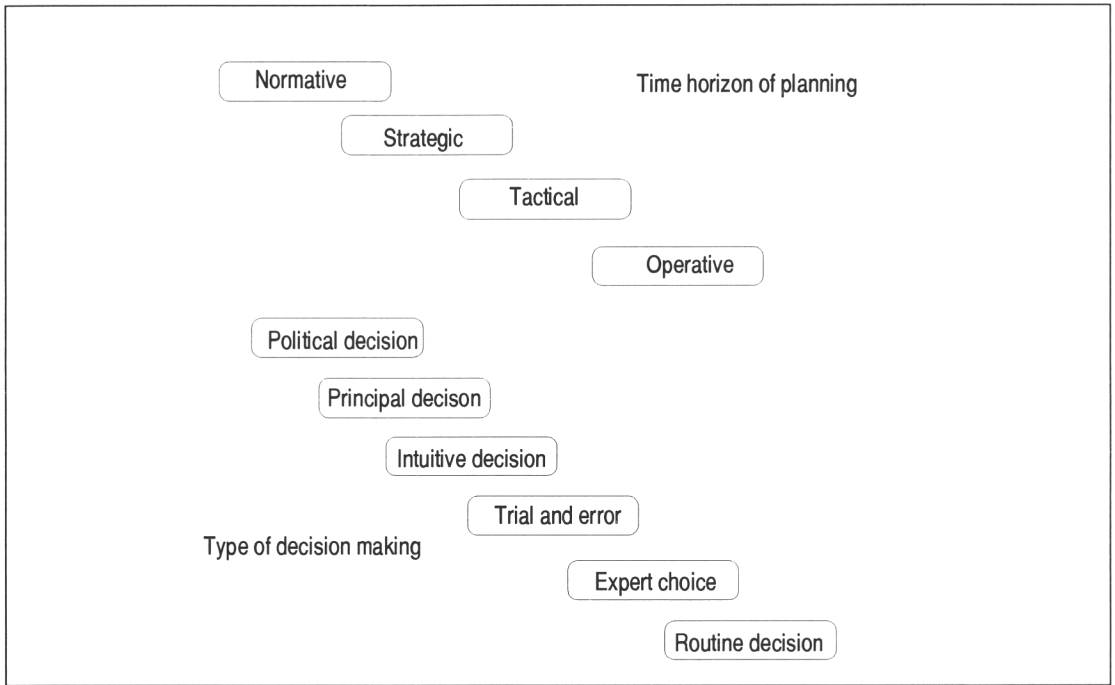 Normative
Time horizon of planning
Strategic
Tactical
Operative
Political decision
Principal decison
Intuitive decision
Trial and error
Type of decision making
Expert choice
Routine decision